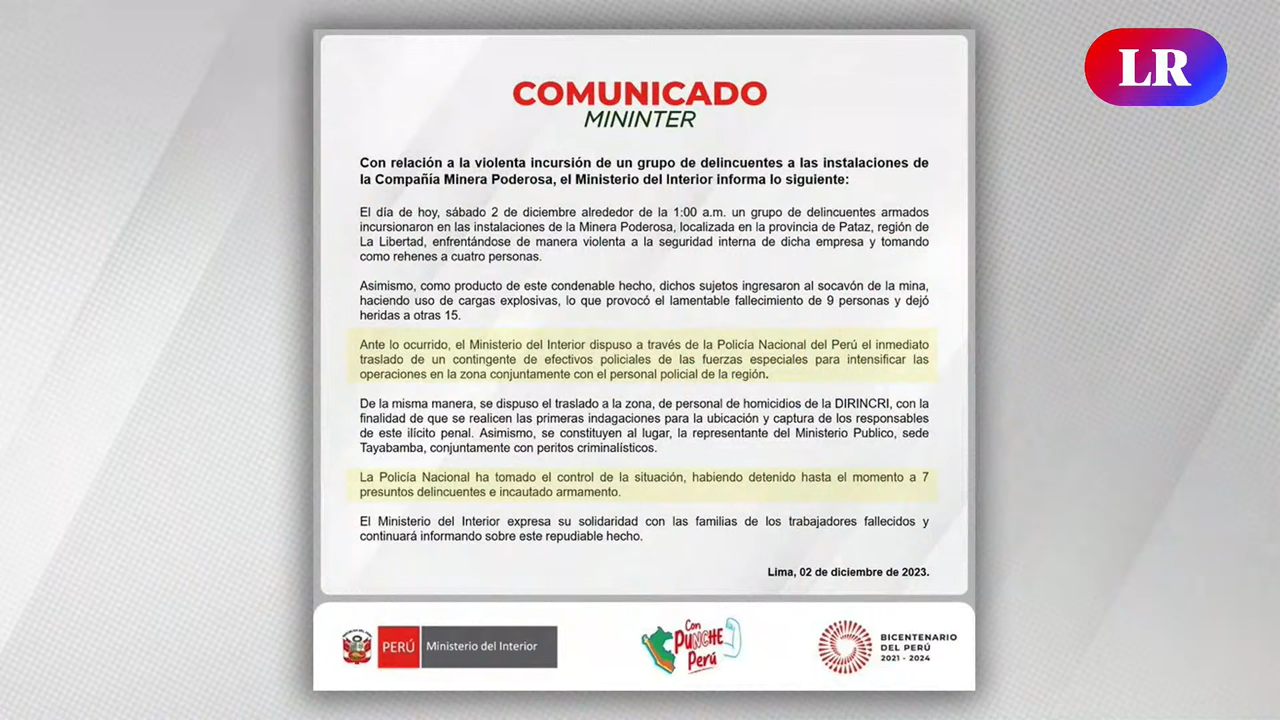 LR
COMUNICADO
MININTER
Con relación a la violenta incursión de un grupo de delincuentes a las instalaciones de
la Compañía Minera Poderosa, el Ministerio del Interior informa lo siguiente:
El día de hoy, sábado 2 de diciembre alrededor de la 1:00 a.m. un grupo de delincuentes armados
incursionaron en las instalaciones de la Minera Poderosa, localizada en la provincia de Pataz, región de
La Libertad, enfrentándose de manera violenta a la seguridad interna de dicha empresa y tomando
como rehenes a cuatro personas.
Asimismo, como producto de este condenable hecho, dichos sujetos ingresaron al socavón de la mina,
haciendo uso de cargas explosivas, lo que provocó el lamentable fallecimiento de 9 personas y dejó
heridas a otras 15.
Ante lo ocurrido, el Ministerio del Interior dispuso a través de la Policía Nacional del Perú el inmediato
traslado de un contingente de efectivos policiales de las fuerzas especiales para intensificar las
operaciones en la zona conjuntamente con el personal policial de la región.
De la misma manera, se dispuso el traslado a la zona, de personal de homicidios de la DIRINCRI, con la
finalidad de que se realicen las primeras indagaciones para la ubicación y captura de los responsables
de este ilícito penal. Asimismo, se constituyen al lugar, la representante del Ministerio Publico, sede
Tayabamba, conjuntamente con peritos criminalísticos.
La Policía Nacional ha tomado el control de la situación, habiendo detenido hasta el momento a 7
presuntos delincuentes e incautado armamento.
El Ministerio del Interior expresa su solidaridad con las familias de los trabajadores fallecidos y
continuará informando sobre este repudiable hecho.
Lima, 02 de diciembre de 2023.
PERÚ Ministerio del Interior
Con
PUNCHE
Perú
BICENTENARIO
DEL PERÚ
2021 - 2024